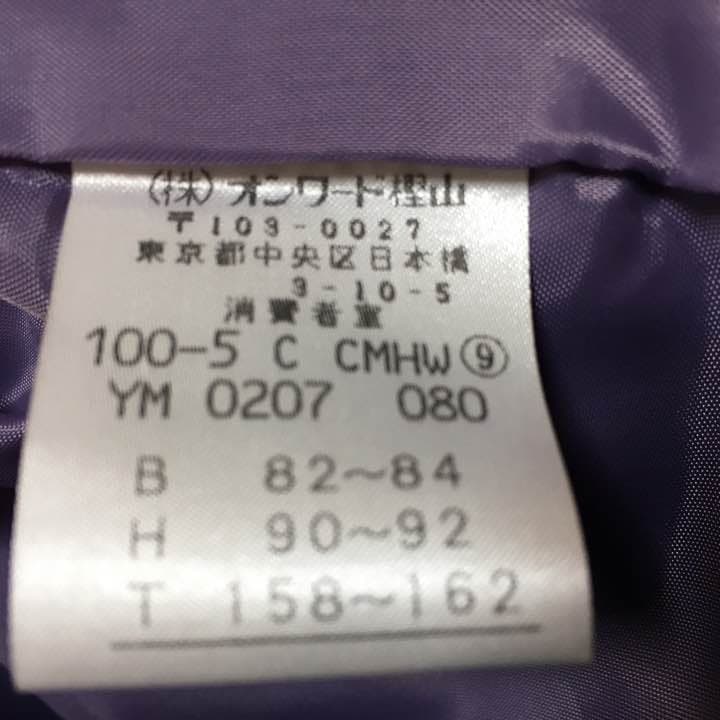 （株）オンワード樫山
〒103-0027
東京都中央区日本橋
3-10-5
消費者室
100-5 C CMHW⑨
YM 0207 080
B 82～84
H 90～92
T 158～162